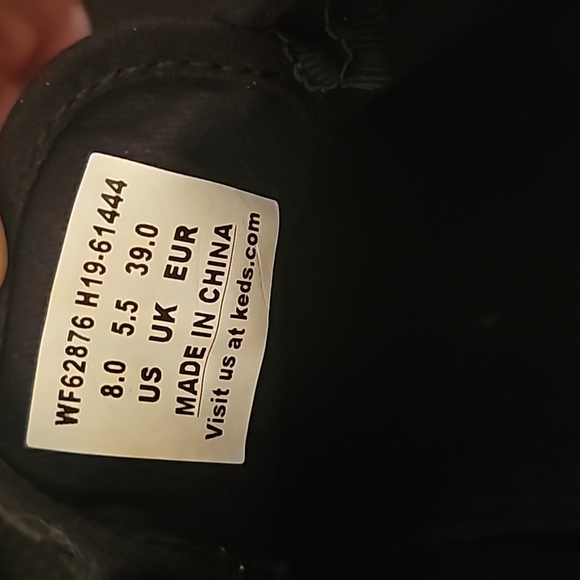 WF62876 H19-61444
8.0 5.5 39.0
US UK EUR
MADE IN CHINA
Visit us at keds.com